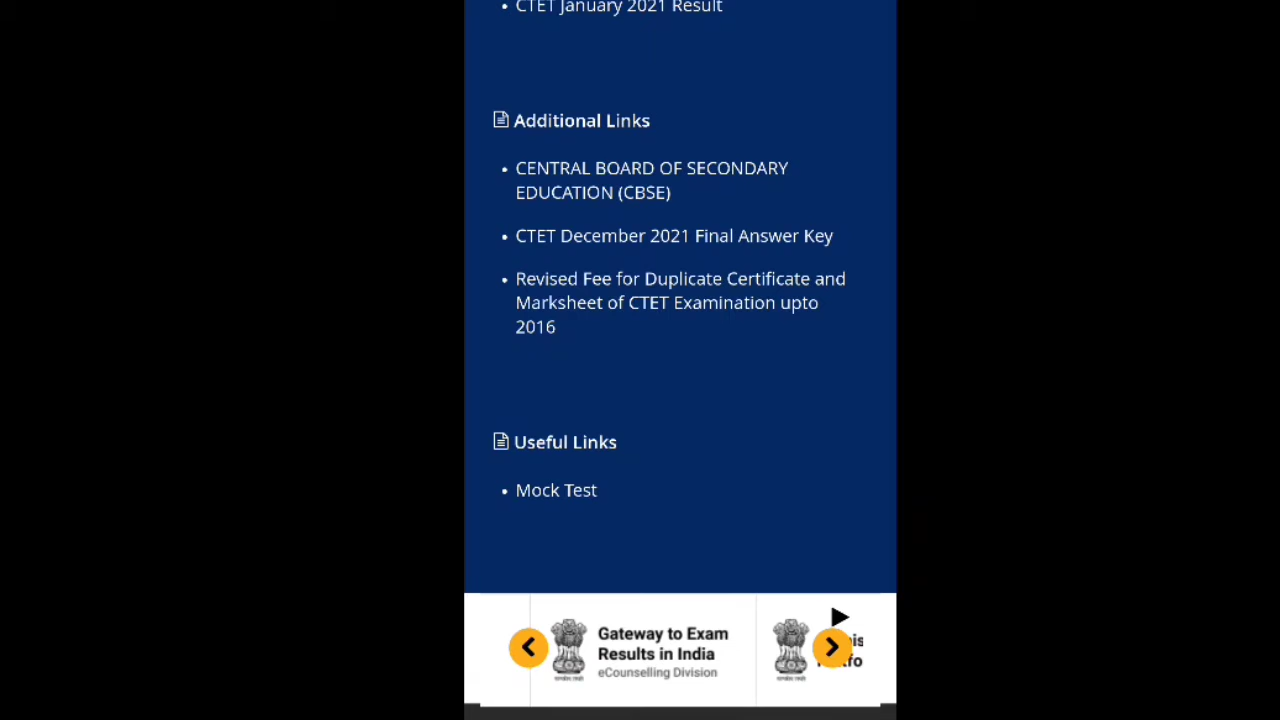 CTET January 2021 Result
Additional Links
CENTRAL BOARD OF SECONDARY
EDUCATION (CBSE)
CTET December 2021 Final Answer Key
Revised Fee for Duplicate Certificate and
Marksheet of CTET Examination upto
2016
Useful Links
Mock Test
Gateway to Exam
Results in India
eCounselling Division